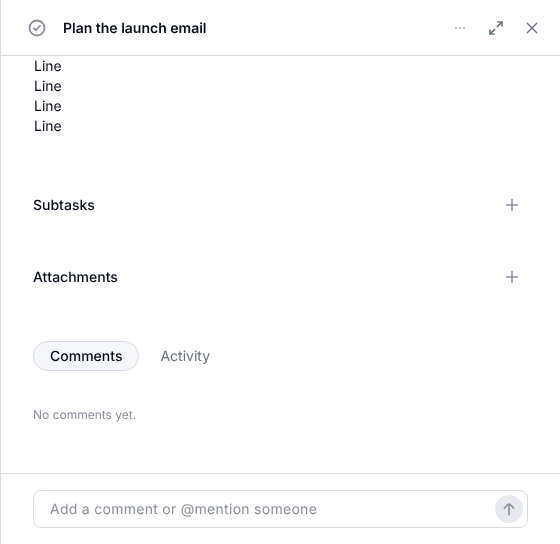 Plan the launch email
Line
Line
Line
Line
Subtasks
Attachments
Comments Activity
No comments yet.
Add a comment or @mention someone